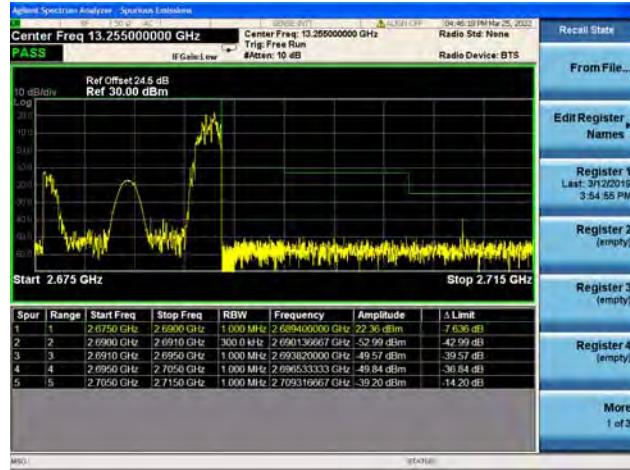 Agilent Spectrum Analyzer - Spurious Emissions
RF 50 Ω AC SENSE:INT ALIGN OFF 04:46:18 PM Mar 25, 2022
Center Freq 13.255000000 GHz
Center Freq: 13.255000000 GHz
Radio Std: None
PASS
IFGain:Low
Trig: Free Run
#Atten: 10 dB
Radio Device: BTS
Ref Offset 24.5 dB
10 dB/div Ref 30.00 dBm
Log
Start 2.675 GHz
Stop 2.715 GHz
Spur Range Start Freq Stop Freq RBW Frequency Amplitude Δ Limit
1 1 2.6750 GHz 2.6900 GHz 1.000 MHz 2.689400000 GHz 22.36 dBm -7.636 dB
2 2 2.6900 GHz 2.6910 GHz 300.0 kHz 2.690136667 GHz -52.99 dBm -42.99 dB
3 3 2.6910 GHz 2.6950 GHz 1.000 MHz 2.693820000 GHz -49.57 dBm -39.57 dB
4 4 2.6950 GHz 2.7050 GHz 1.000 MHz 2.696533333 GHz -49.84 dBm -36.84 dB
5 5 2.7050 GHz 2.7150 GHz 1.000 MHz 2.709316667 GHz -39.20 dBm -14.20 dB
MSG
STATUS
Recall State
From File...
Edit Register
Names
Register 1
Last: 3/12/2019
3:54:55 PM
Register 2
(empty)
Register 3
(empty)
Register 4
(empty)
More
1 of 3